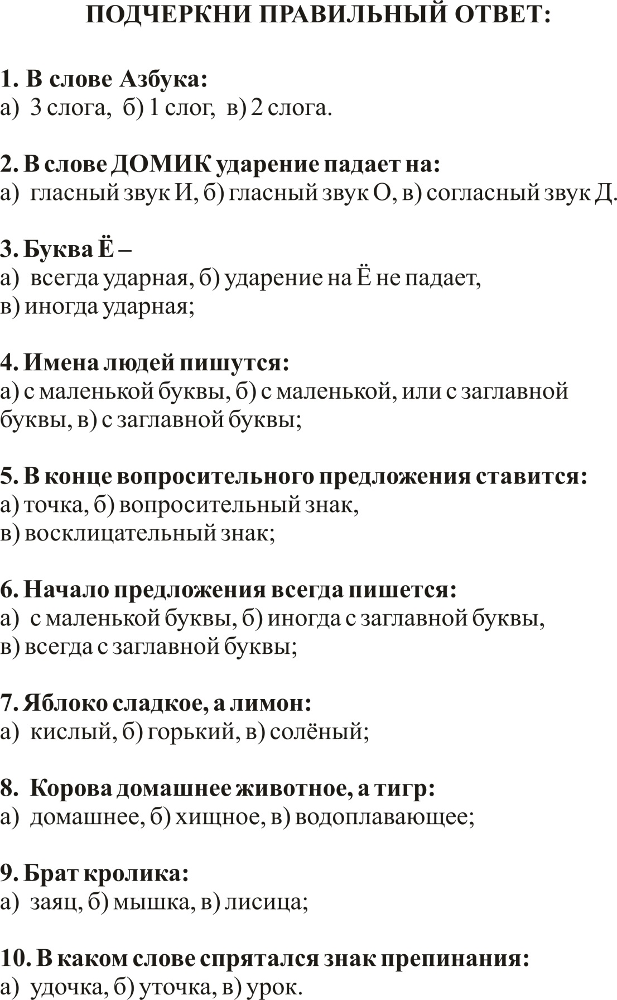 ПОДЧЕРКНИ ПРАВИЛЬНЫЙ ОТВЕТ:
1. В слове Азбука:
а) 3 слога, б) 1 слог, в) 2 слога.
2. В слове ДОМИК ударение падает на:
а) гласный звук И, б) гласный звук О, в) согласный звук Д.
3. Буква Ё –
а) всегда ударная, б) ударение на Ё не падает,
в) иногда ударная;
4. Имена людей пишутся:
а) с маленькой буквы, б) с маленькой, или с заглавной
буквы, в) с заглавной буквы;
5. В конце вопросительного предложения ставится:
а) точка, б) вопросительный знак,
в) восклицательный знак;
6. Начало предложения всегда пишется:
а) с маленькой буквы, б) иногда с заглавной буквы,
в) всегда с заглавной буквы;
7. Яблоко сладкое, а лимон:
а) кислый, б) горький, в) солёный;
8. Корова домашнее животное, а тигр:
а) домашнее, б) хищное, в) водоплавающее;
9. Брат кролика:
а) заяц, б) мышка, в) лисица;
10. В каком слове спрятался знак препинания:
а) удочка, б) уточка, в) урок.